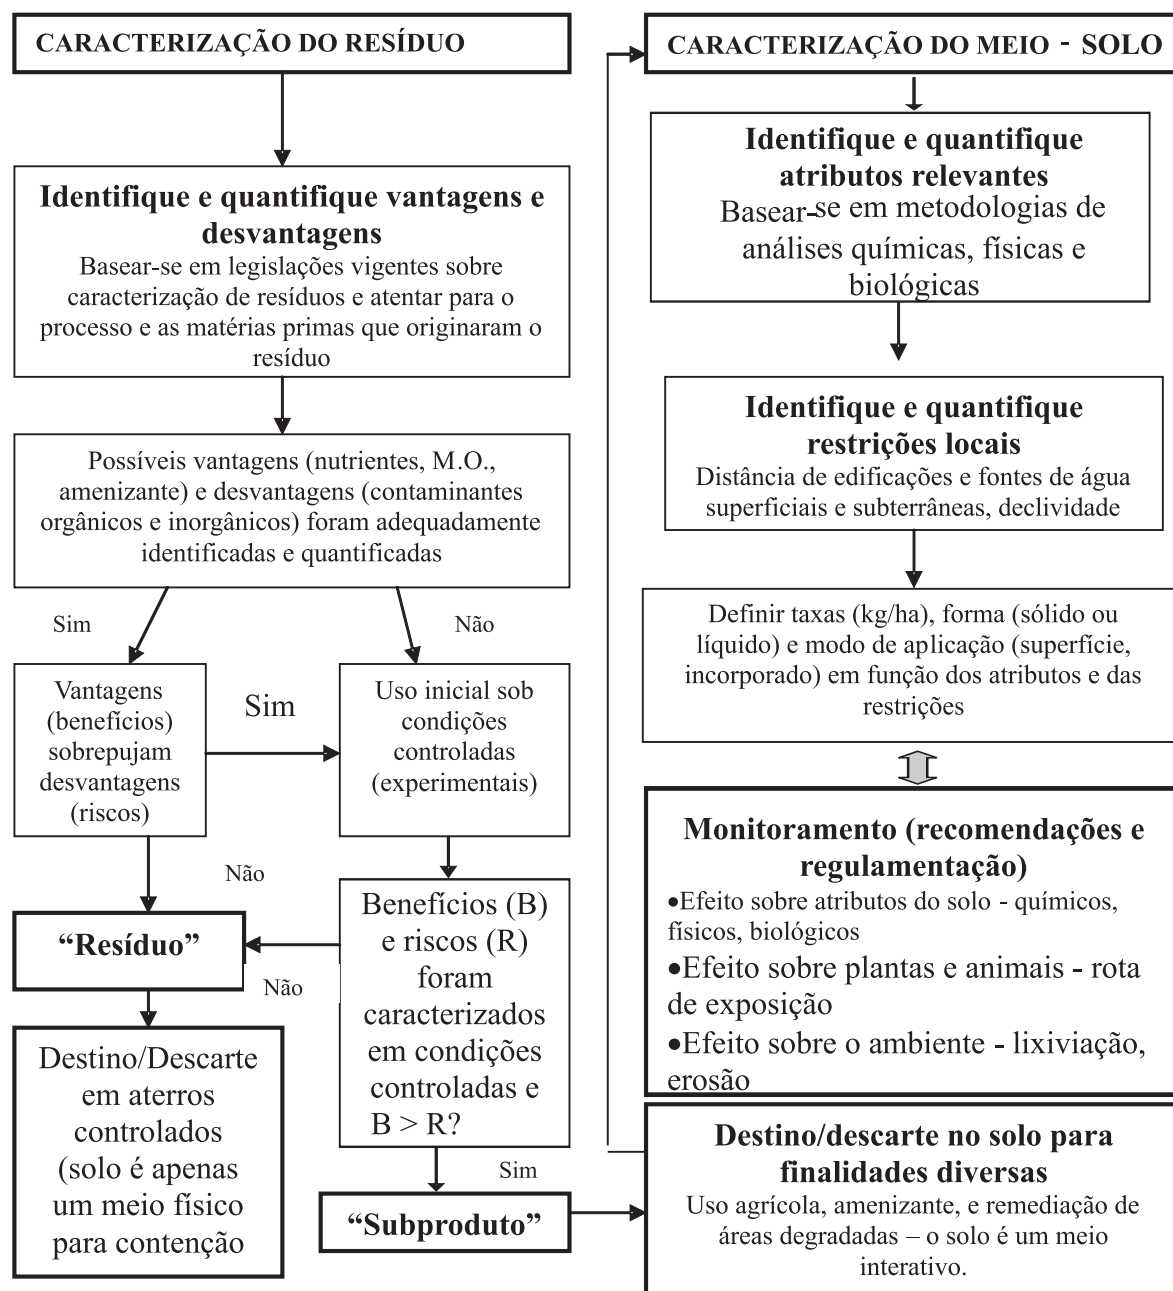 CARACTERIZAÇÃO DO RESÍDUO
Identifique e quantifique vantagens e
desvantagens
Basear-se em legislações vigentes sobre
caracterização de resíduos e atentar para o
processo e as matérias primas que originaram o
resíduo
Possíveis vantagens (nutrientes, M.O.,
amenizante) e desvantagens (contaminantes
orgânicos e inorgânicos) foram adequadamente
identificadas e quantificadas
Sim
Não
Vantagens
(benefícios)
sobrepujam
desvantagens
(riscos)
Sim
Uso inicial sob
condições
controladas
(experimentais)
Não
“Resíduo”
Não
Benefícios (B)
e riscos (R)
foram
caracterizados
em condições
controladas e
B > R?
Destino/Descarte
em aterros
controlados
(solo é apenas
um meio físico
para contenção
Sim
“Subproduto”
CARACTERIZAÇÃO DO MEIO - SOLO
Identifique e quantifique
atributos relevantes
Basear-se em metodologias de
análises químicas, físicas e
biológicas
Identifique e quantifique
restrições locais
Distância de edificações e fontes de água
superficiais e subterrâneas, declividade
Definir taxas (kg/ha), forma (sólido ou
líquido) e modo de aplicação (superfície,
incorporado) em função dos atributos e das
restrições
Monitoramento (recomendações e
regulamentação)
•Efeito sobre atributos do solo - químicos,
físicos, biológicos
•Efeito sobre plantas e animais - rota
de exposição
•Efeito sobre o ambiente - lixiviação,
erosão
Destino/descarte no solo para
finalidades diversas
Uso agrícola, amenizante, e remediação de
áreas degradadas – o solo é um meio
interativo.